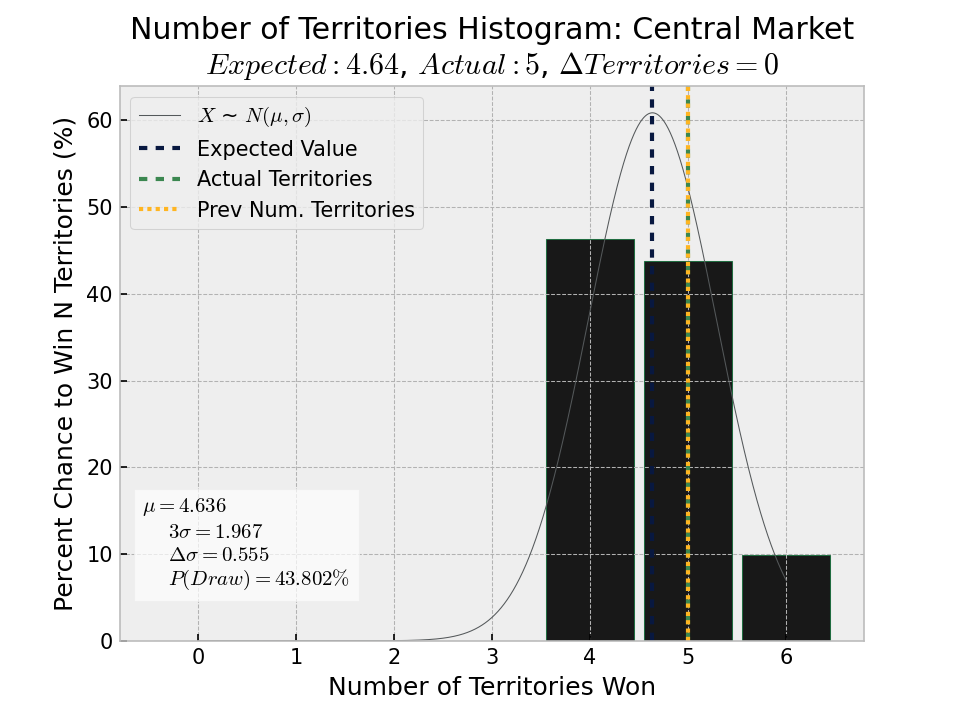 Number of Territories Histogram: Central Market
Expected : 4.64, Actual : 5, ΔTerritories = 0
Percent Chance to Win N Territories (%)
60
50
40
30
20
10
0
X ∼ N(μ, σ)
Expected Value
Actual Territories
Prev Num. Territories
μ = 4.636
3σ = 1.967
Δσ = 0.555
P(Draw) = 43.802%
0 1 2 3 4 5 6
Number of Territories Won